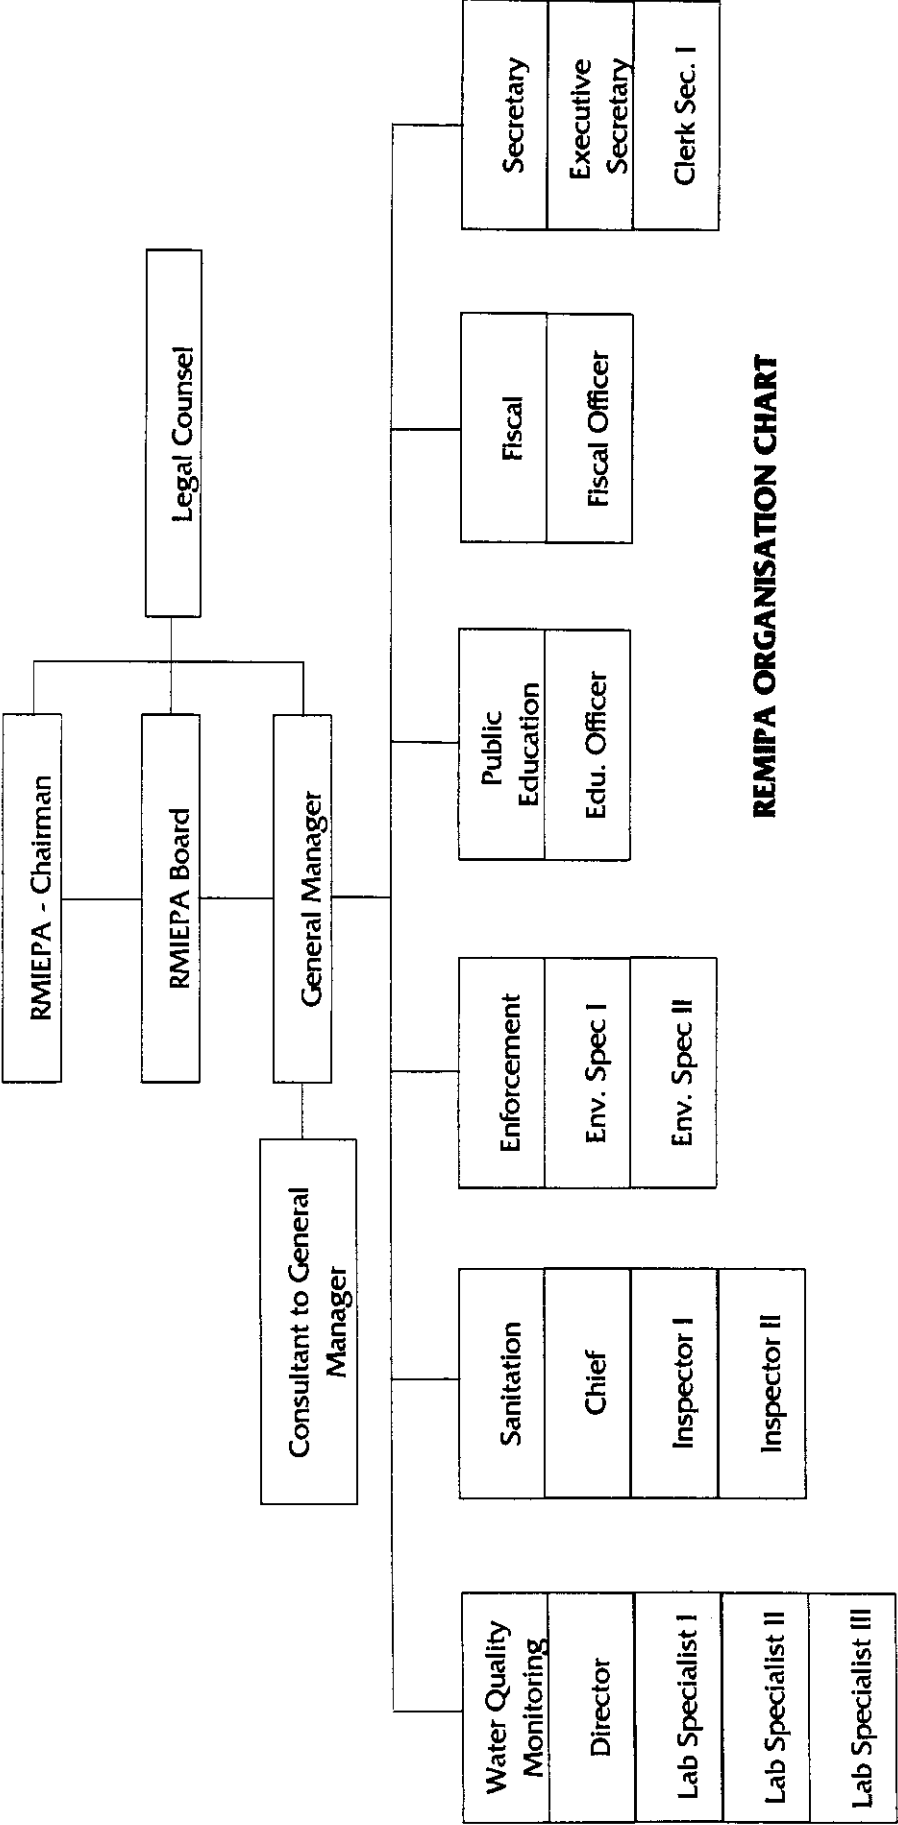 RMIEPA - Chairman
RMIEPA Board
Legal Counsel
General Manager
Consultant to General
Manager
Water Quality
Monitoring
Director
Lab Specialist I
Lab Specialist II
Lab Specialist III
Sanitation
Chief
Inspector I
Inspector II
Enforcement
Env. Spec I
Env. Spec II
Public
Education
Edu. Officer
Fiscal
Fiscal Officer
Secretary
Executive
Secretary
Clerk Sec. I
REMIPA ORGANISATION CHART